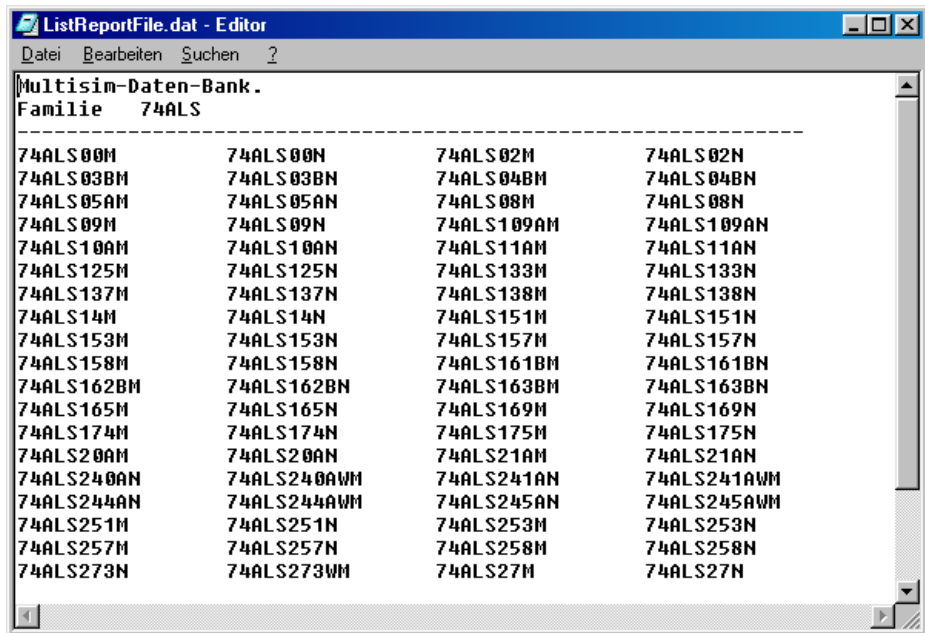 ListReportFile.dat - Editor
Datei Bearbeiten Suchen ?
Multisim-Daten-Bank.
Familie 74ALS
-----------------------------------------------------------------
74ALS00M 74ALS00N 74ALS02M 74ALS02N
74ALS03BM 74ALS03BN 74ALS04BM 74ALS04BN
74ALS05AM 74ALS05AN 74ALS08M 74ALS08N
74ALS09M 74ALS09N 74ALS109AM 74ALS109AN
74ALS10AM 74ALS10AN 74ALS11AM 74ALS11AN
74ALS125M 74ALS125N 74ALS133M 74ALS133N
74ALS137M 74ALS137N 74ALS138M 74ALS138N
74ALS14M 74ALS14N 74ALS151M 74ALS151N
74ALS153M 74ALS153N 74ALS157M 74ALS157N
74ALS158M 74ALS158N 74ALS161BM 74ALS161BN
74ALS162BM 74ALS162BN 74ALS163BM 74ALS163BN
74ALS165M 74ALS165N 74ALS169M 74ALS169N
74ALS174M 74ALS174N 74ALS175M 74ALS175N
74ALS20AM 74ALS20AN 74ALS21AM 74ALS21AN
74ALS240AN 74ALS240AWM 74ALS241AN 74ALS241AWM
74ALS244AN 74ALS244AWM 74ALS245AN 74ALS245AWM
74ALS251M 74ALS251N 74ALS253M 74ALS253N
74ALS257M 74ALS257N 74ALS258M 74ALS258N
74ALS273N 74ALS273WM 74ALS27M 74ALS27N